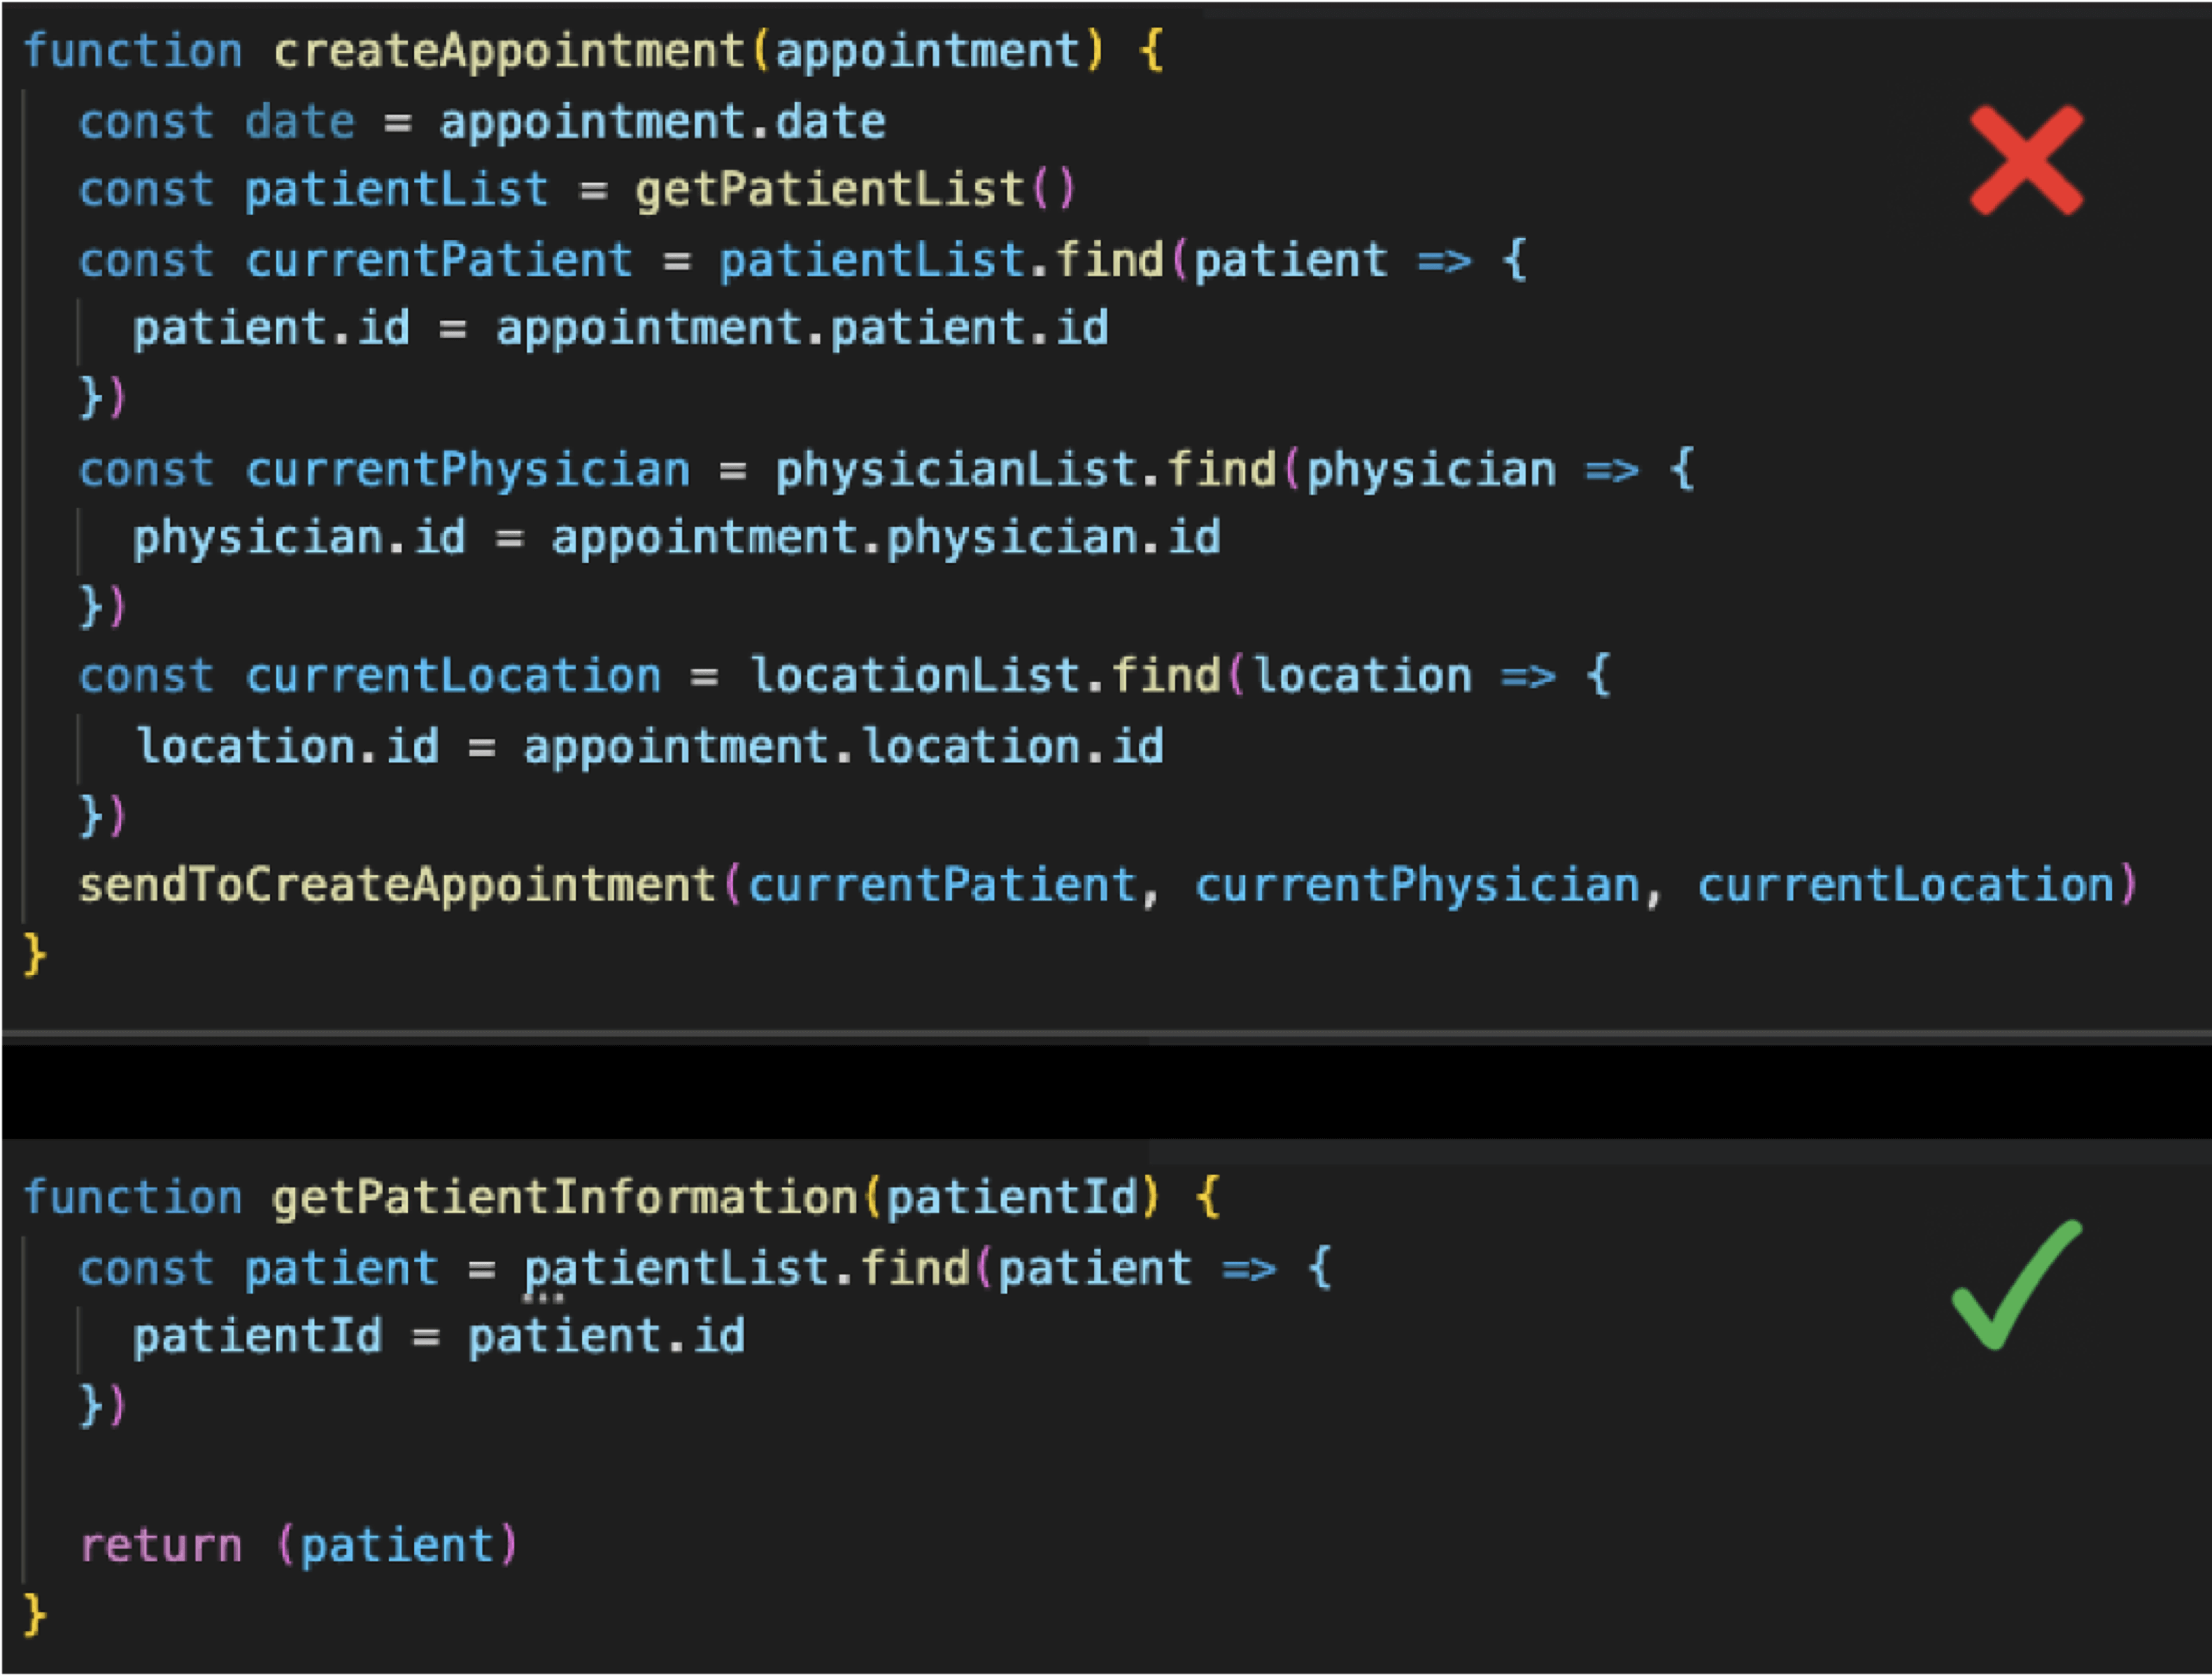 function createAppointment(appointment) {
const date = appointment.date
const patientList = getPatientList()
const currentPatient = patientList.find(patient => {
patient.id = appointment.patient.id
})
const currentPhysician = physicianList.find(physician => {
physician.id = appointment.physician.id
})
const currentLocation = locationList.find(location => {
location.id = appointment.location.id
})
sendToCreateAppointment(currentPatient, currentPhysician, currentLocation)
}
function getPatientInformation(patientId) {
const patient = patientList.find(patient => {
patientId = patient.id
})
return (patient)
}